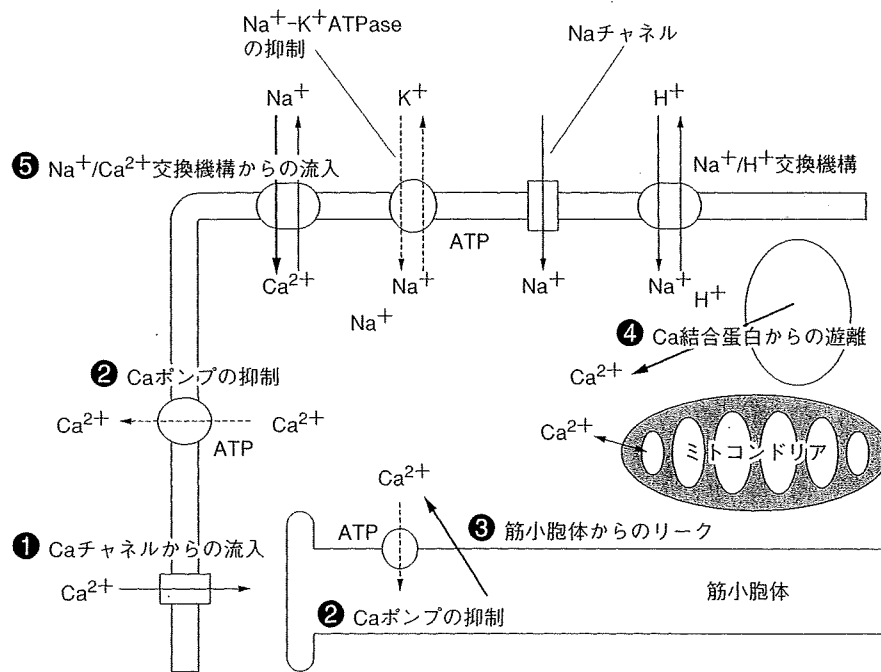 Na⁺-K⁺ATPase
の抑制
Naチャネル
Na⁺
K⁺
H⁺
❺ Na⁺/Ca²⁺交換機構からの流入
Na⁺/H⁺交換機構
ATP
Ca²⁺
Na⁺
Na⁺
Na⁺
H⁺
Na⁺
❹ Ca結合蛋白からの遊離
Ca²⁺
❷ Caポンプの抑制
Ca²⁺
Ca²⁺
ATP
Ca²⁺
ミトコンドリア
Ca²⁺
❶ Caチャネルからの流入
ATP
❸ 筋小胞体からのリーク
Ca²⁺
筋小胞体
❷ Caポンプの抑制